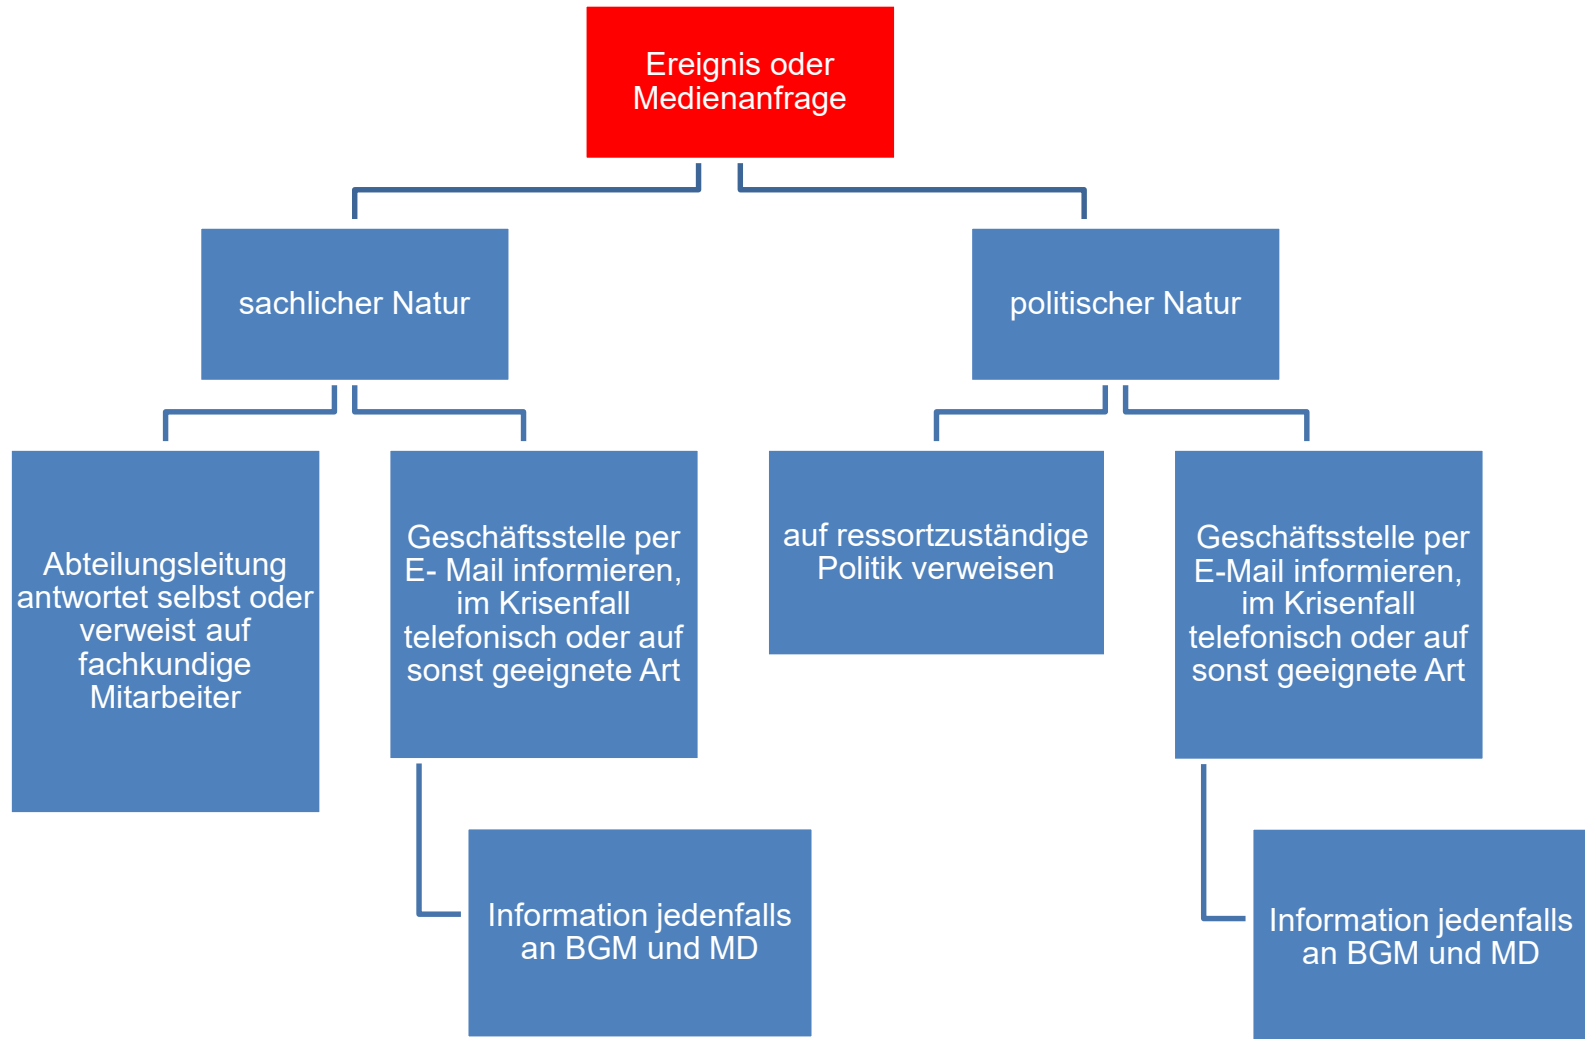 Ereignis oder
Medienanfrage
sachlicher Natur
politischer Natur
Abteilungsleitung
antwortet selbst oder
verweist auf
fachkundige
Mitarbeiter
Geschäftsstelle per
E- Mail informieren,
im Krisenfall
telefonisch oder auf
sonst geeignete Art
auf ressortzuständige
Politik verweisen
Geschäftsstelle per
E-Mail informieren,
im Krisenfall
telefonisch oder auf
sonst geeignete Art
Information jedenfalls
an BGM und MD
Information jedenfalls
an BGM und MD